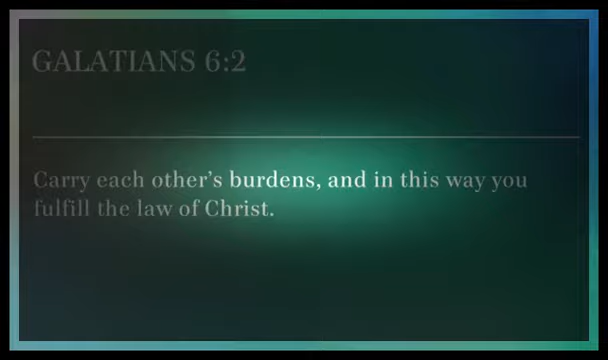 GALATIANS 6:2
Carry each other's burdens, and in this way you
fulfill the law of Christ.